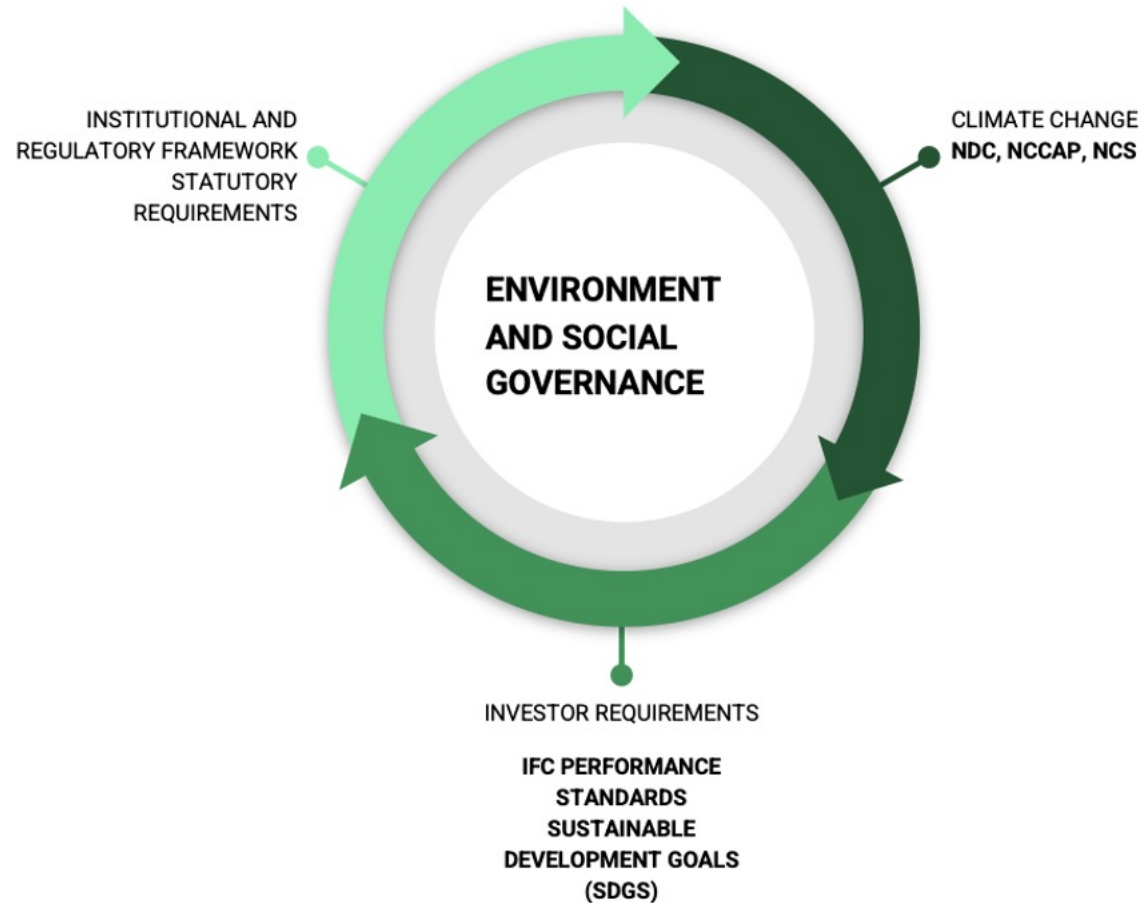 INSTITUTIONAL AND
REGULATORY FRAMEWORK
STATUTORY
REQUIREMENTS
CLIMATE CHANGE
NDC, NCCAP, NCS
ENVIRONMENT
AND SOCIAL
GOVERNANCE
INVESTOR REQUIREMENTS
IFC PERFORMANCE
STANDARDS
SUSTAINABLE
DEVELOPMENT GOALS
(SDGS)